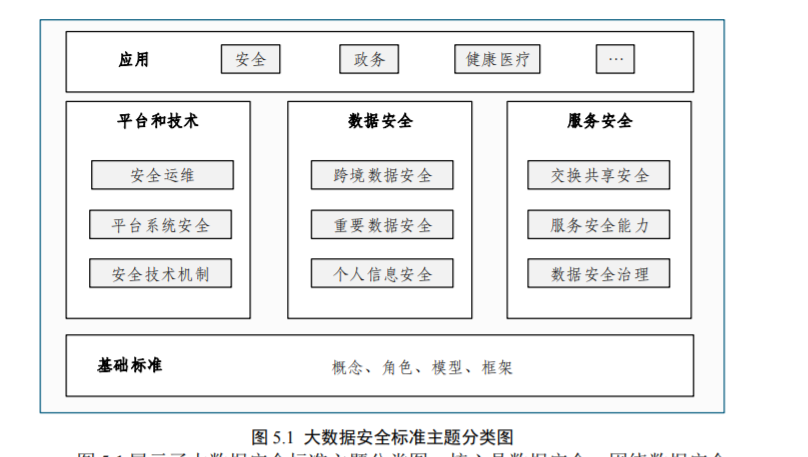 应用 安全 政务 健康医疗 …
平台和技术 数据安全 服务安全
安全运维 跨境数据安全 交换共享安全
平台系统安全 重要数据安全 服务安全能力
安全技术机制 个人信息安全 数据安全治理
基础标准 概念、角色、模型、框架
图 5.1 大数据安全标准主题分类图